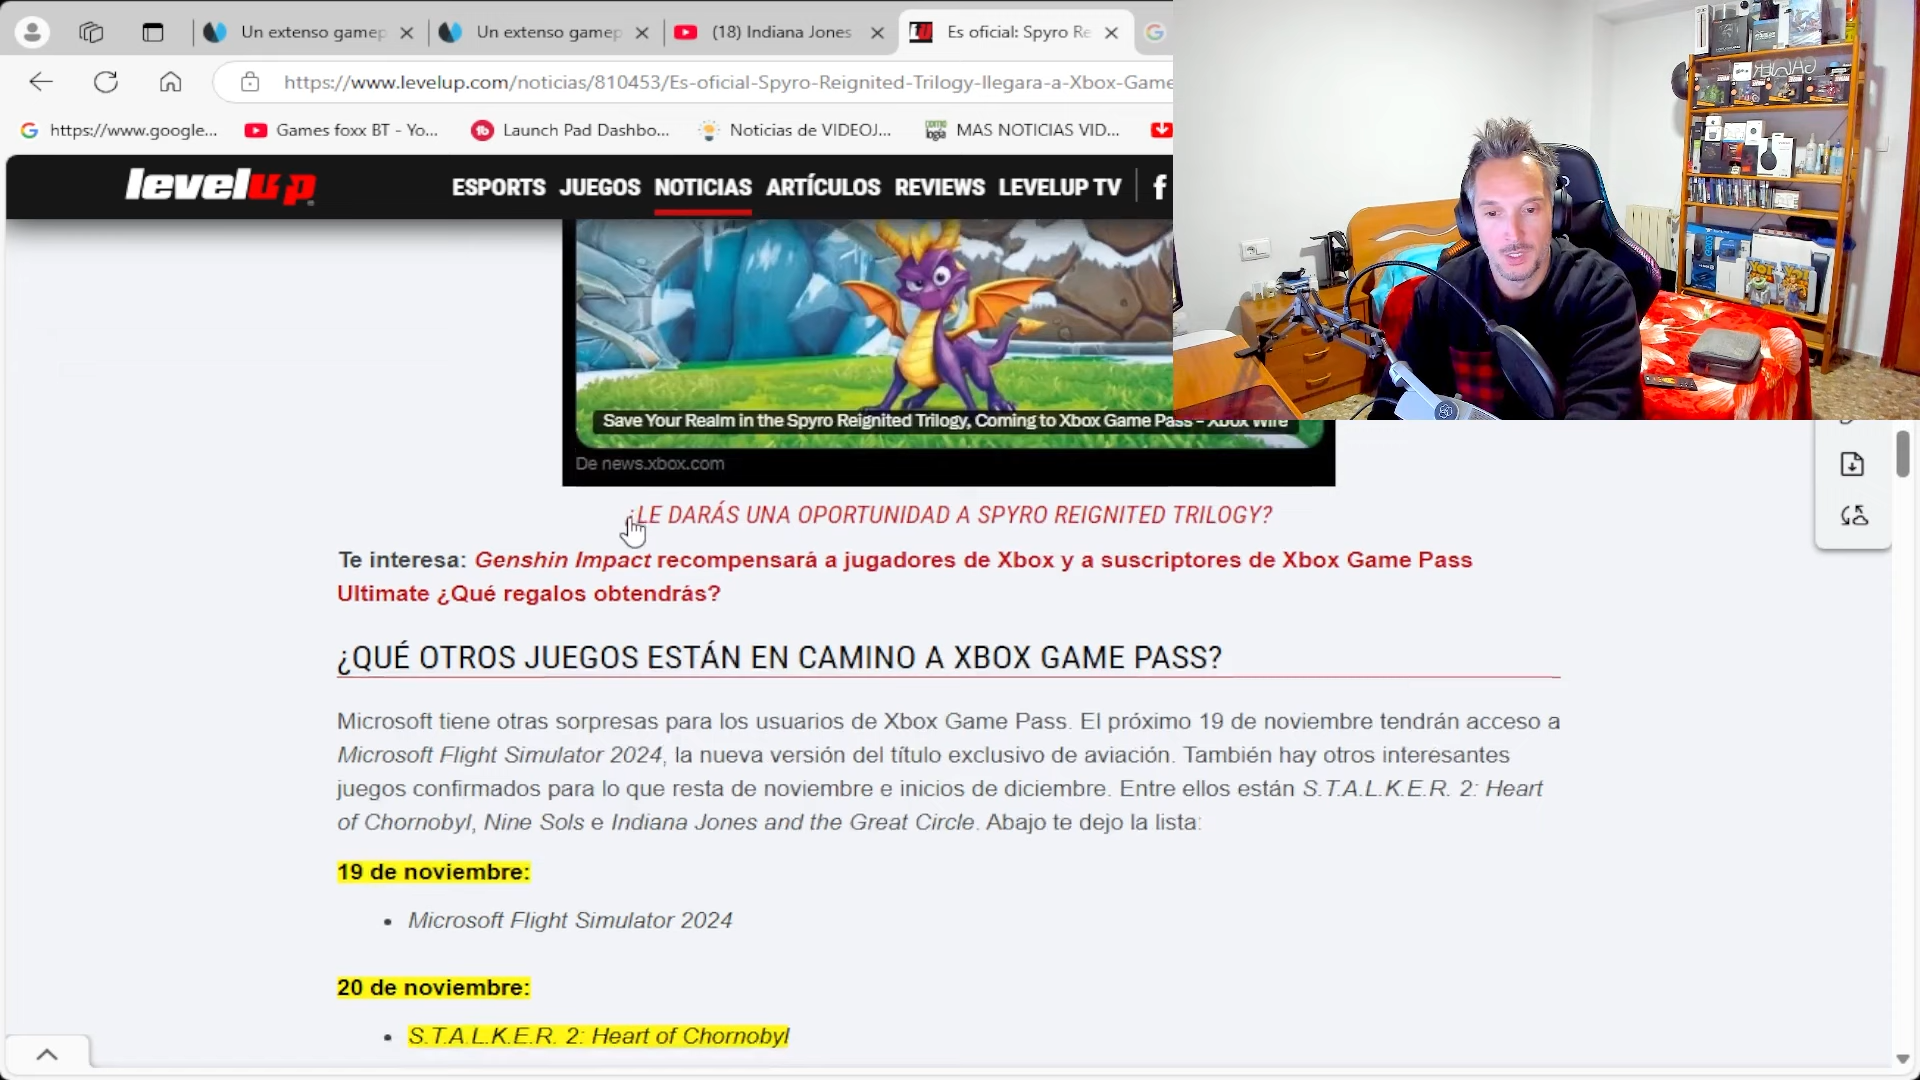 Un extenso gamep
Un extenso gamep
(18) Indiana Jones
Es oficial: Spyro Re
https://www.levelup.com/noticias/810453/Es-oficial-Spyro-Reignited-Trilogy-llegara-a-Xbox-Game
https://www.google...
Games foxx BT - Yo...
Launch Pad Dashbo...
Noticias de VIDEOJ...
MAS NOTICIAS VID...
levelup
ESPORTS JUEGOS NOTICIAS ARTÍCULOS REVIEWS LEVELUP TV
Save Your Realm in the Spyro Reignited Trilogy, Coming to Xbox Game Pass – Xbox Wire
De news.xbox.com
¿LE DARÁS UNA OPORTUNIDAD A SPYRO REIGNITED TRILOGY?
Te interesa: Genshin Impact recompensará a jugadores de Xbox y a suscriptores de Xbox Game Pass
Ultimate ¿Qué regalos obtendrás?
¿QUÉ OTROS JUEGOS ESTÁN EN CAMINO A XBOX GAME PASS?
Microsoft tiene otras sorpresas para los usuarios de Xbox Game Pass. El próximo 19 de noviembre tendrán acceso a
Microsoft Flight Simulator 2024, la nueva versión del título exclusivo de aviación. También hay otros interesantes
juegos confirmados para lo que resta de noviembre e inicios de diciembre. Entre ellos están S.T.A.L.K.E.R. 2: Heart
of Chornobyl, Nine Sols e Indiana Jones and the Great Circle. Abajo te dejo la lista:
19 de noviembre:
• Microsoft Flight Simulator 2024
20 de noviembre:
• S.T.A.L.K.E.R. 2: Heart of Chornobyl